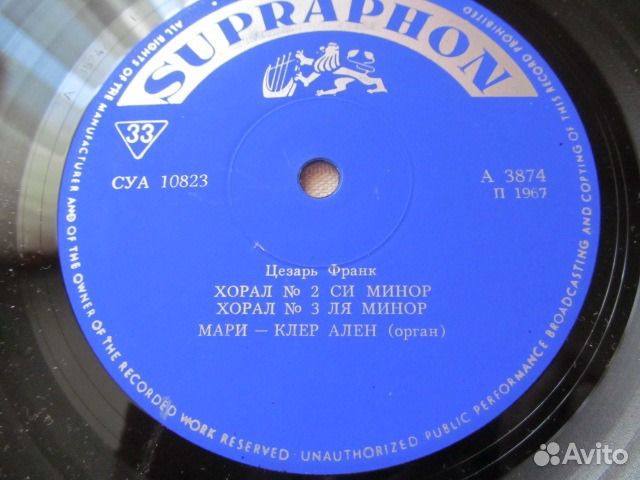 SUPRAPHON
ALL RIGHTS OF THE MANUFACTURER AND OF THE OWNER OF THE RECORDED WORK RESERVED · UNAUTHORIZED PUBLIC PERFORMANCE BROADCASTING AND COPYING OF THIS RECORD PROHIBITED
33
СУА 10823
А 3874
П 1967
Цезарь Франк
ХОРАЛ № 2 СИ МИНОР
ХОРАЛ № 3 ЛЯ МИНОР
МАРИ — КЛЕР АЛЕН (орган)
Avito